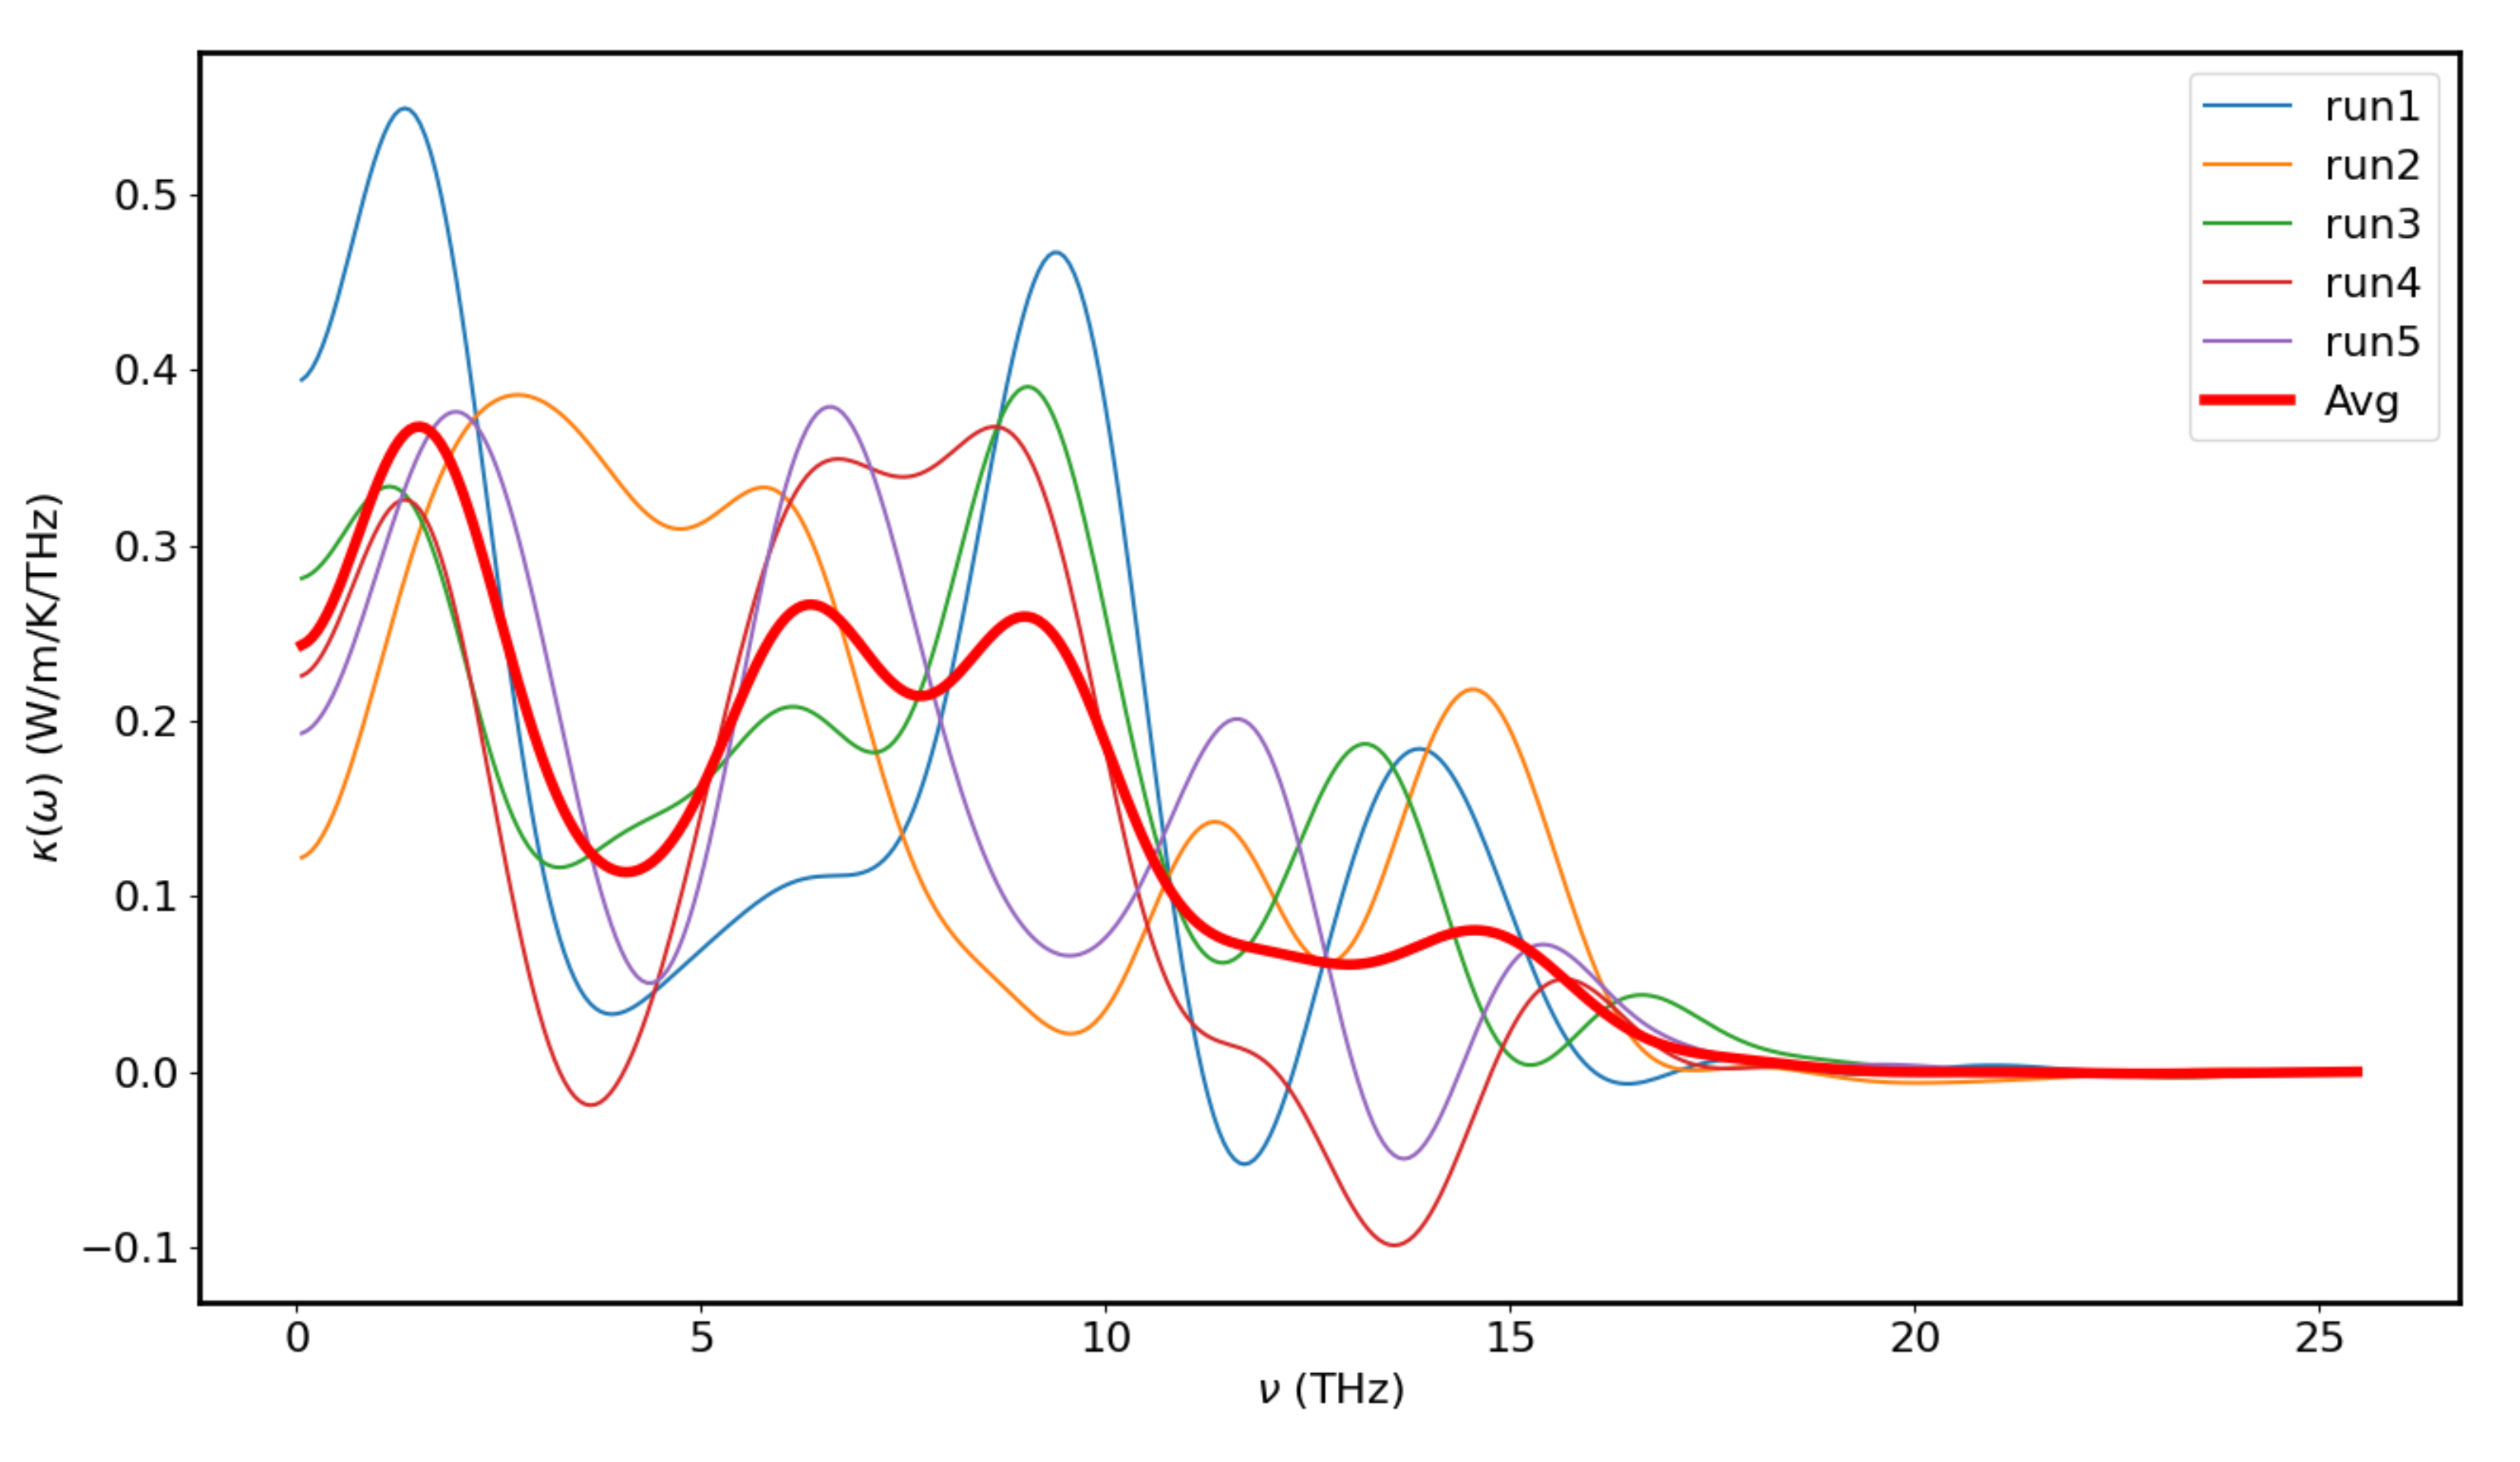 κ(ω) (W/m/K/THz)
0.5
0.4
0.3
0.2
0.1
0.0
−0.1
0 5 10 15 20 25
ν (THz)
run1
run2
run3
run4
run5
Avg